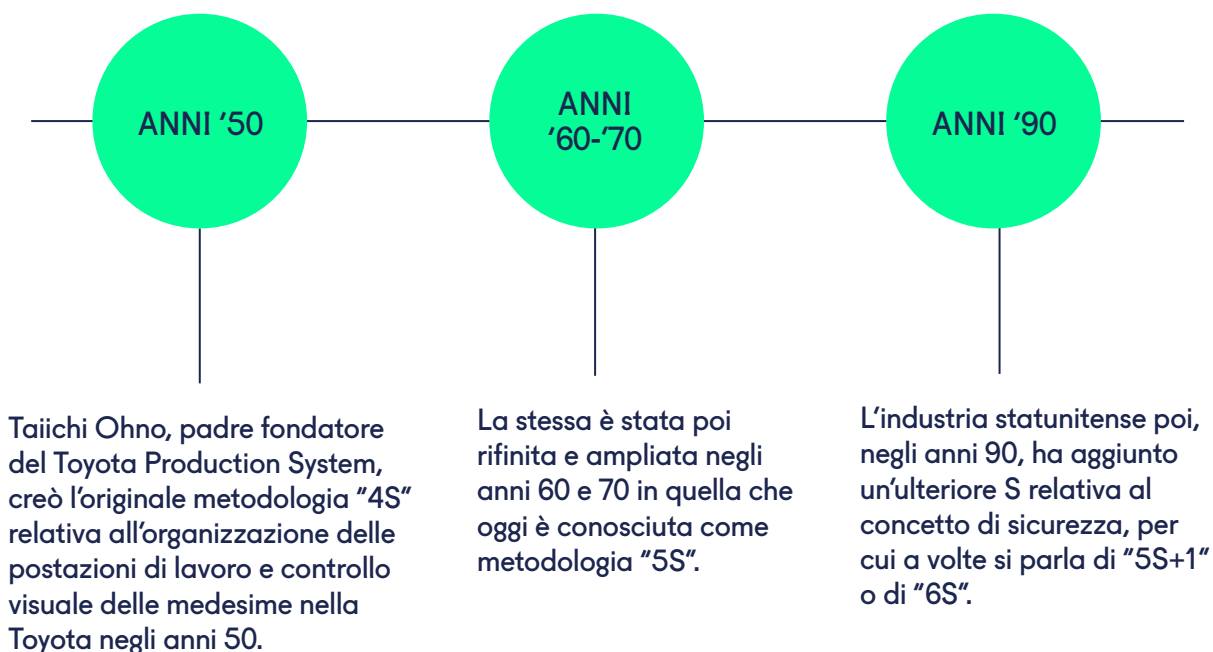 ANNI ‘50
ANNI
‘60-‘70
ANNI ‘90
Taiichi Ohno, padre fondatore
del Toyota Production System,
creò l’originale metodologia “4S”
relativa all’organizzazione delle
postazioni di lavoro e controllo
visuale delle medesime nella
Toyota negli anni 50.
La stessa è stata poi
rifinita e ampliata negli
anni 60 e 70 in quella che
oggi è conosciuta come
metodologia “5S”.
L’industria statunitense poi,
negli anni 90, ha aggiunto
un’ulteriore S relativa al
concetto di sicurezza, per
cui a volte si parla di “5S+1”
o di “6S”.